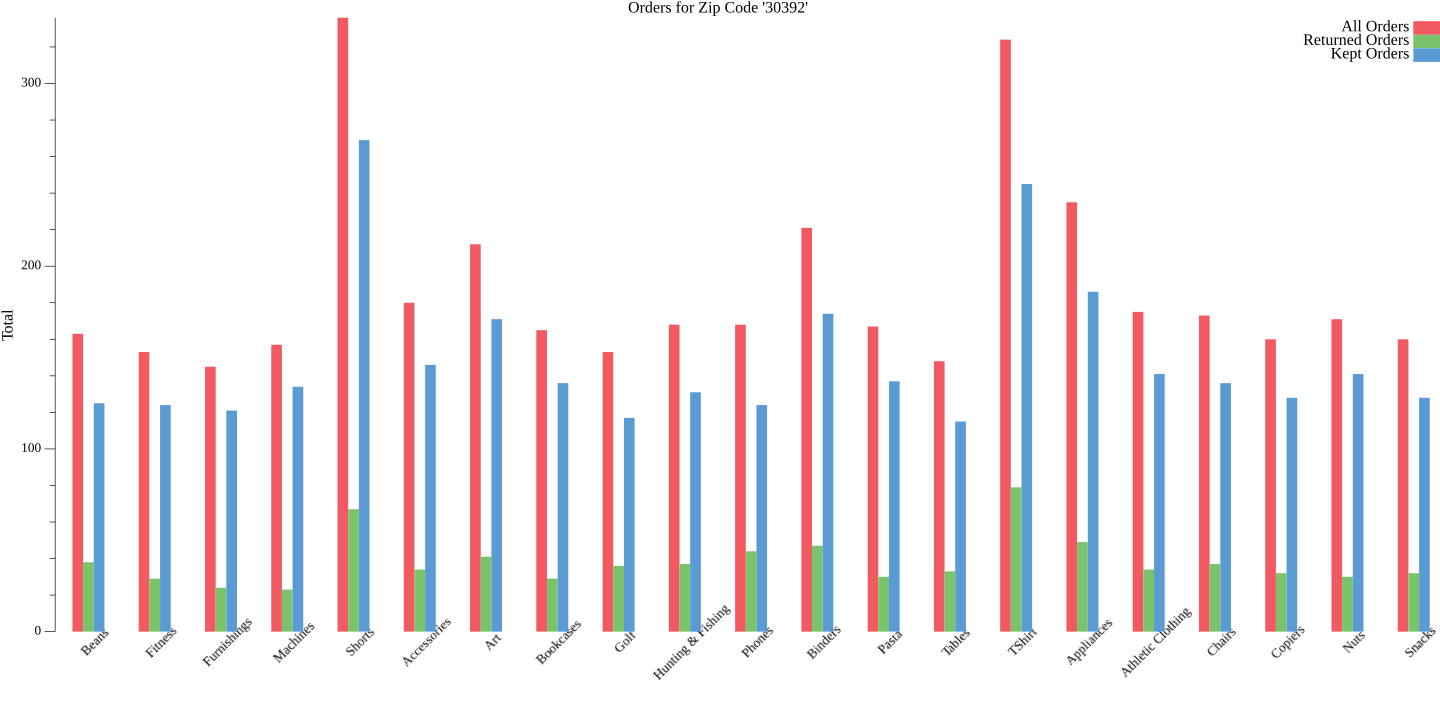 Orders for Zip Code '30392'
All Orders
Returned Orders
Kept Orders
Total
300
200
100
0
Beans
Fitness
Furnishings
Machines
Shorts
Accessories
Art
Bookcases
Golf
Hunting & Fishing
Phones
Binders
Pasta
Tables
TShirt
Appliances
Athletic Clothing
Chairs
Copiers
Nuts
Snacks